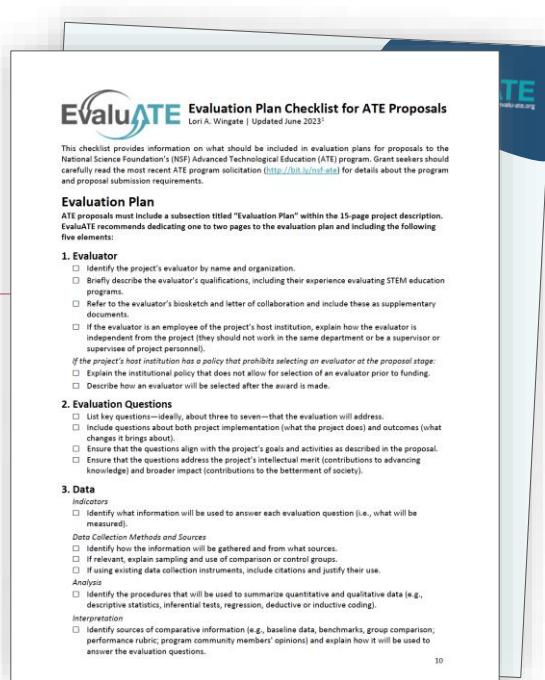 ATE
EvaluATE
Evaluation Plan Checklist for ATE Proposals
Lori A. Wingate | Updated June 2023¹
This checklist provides information on what should be included in evaluation plans for proposals to the
National Science Foundation's (NSF) Advanced Technological Education (ATE) program. Grant seekers should
carefully read the most recent ATE program solicitation (http://bit.ly/nsf-ate) for details about the program
and proposal submission requirements.
Evaluation Plan
ATE proposals must include a subsection titled "Evaluation Plan" within the 15-page project description.
EvaluATE recommends dedicating one to two pages to the evaluation plan and including the following
five elements:
1. Evaluator
☐ Identify the project's evaluator by name and organization.
☐ Briefly describe the evaluator's qualifications, including their experience evaluating STEM education
programs.
☐ Refer to the evaluator's biosketch and letter of collaboration and include these as supplementary
documents.
☐ If the evaluator is an employee of the project's host institution, explain how the evaluator is
independent from the project (they should not work in the same department or be a supervisor or
supervisee of project personnel).
If the project's host institution has a policy that prohibits selecting an evaluator at the proposal stage:
☐ Explain the institutional policy that does not allow for selection of an evaluator prior to funding.
☐ Describe how an evaluator will be selected after the award is made.
2. Evaluation Questions
☐ List key questions—ideally, about three to seven—that the evaluation will address.
☐ Include questions about both project implementation (what the project does) and outcomes (what
changes it brings about).
☐ Ensure that the questions align with the project's goals and activities as described in the proposal.
☐ Ensure that the questions address the project's intellectual merit (contributions to advancing
knowledge) and broader impact (contributions to the betterment of society).
3. Data
Indicators
☐ Identify what information will be used to answer each evaluation question (i.e., what will be
measured).
Data Collection Methods and Sources
☐ Identify how the information will be gathered and from what sources.
☐ If relevant, explain sampling and use of comparison or control groups.
☐ If using existing data collection instruments, include citations and justify their use.
Analysis
☐ Identify the procedures that will be used to summarize quantitative and qualitative data (e.g.,
descriptive statistics, inferential tests, regression, deductive or inductive coding).
Interpretation
☐ Identify sources of comparative information (e.g., baseline data, benchmarks, group comparison;
performance rubric; program community members' opinions) and explain how it will be used to
answer the evaluation questions.
10